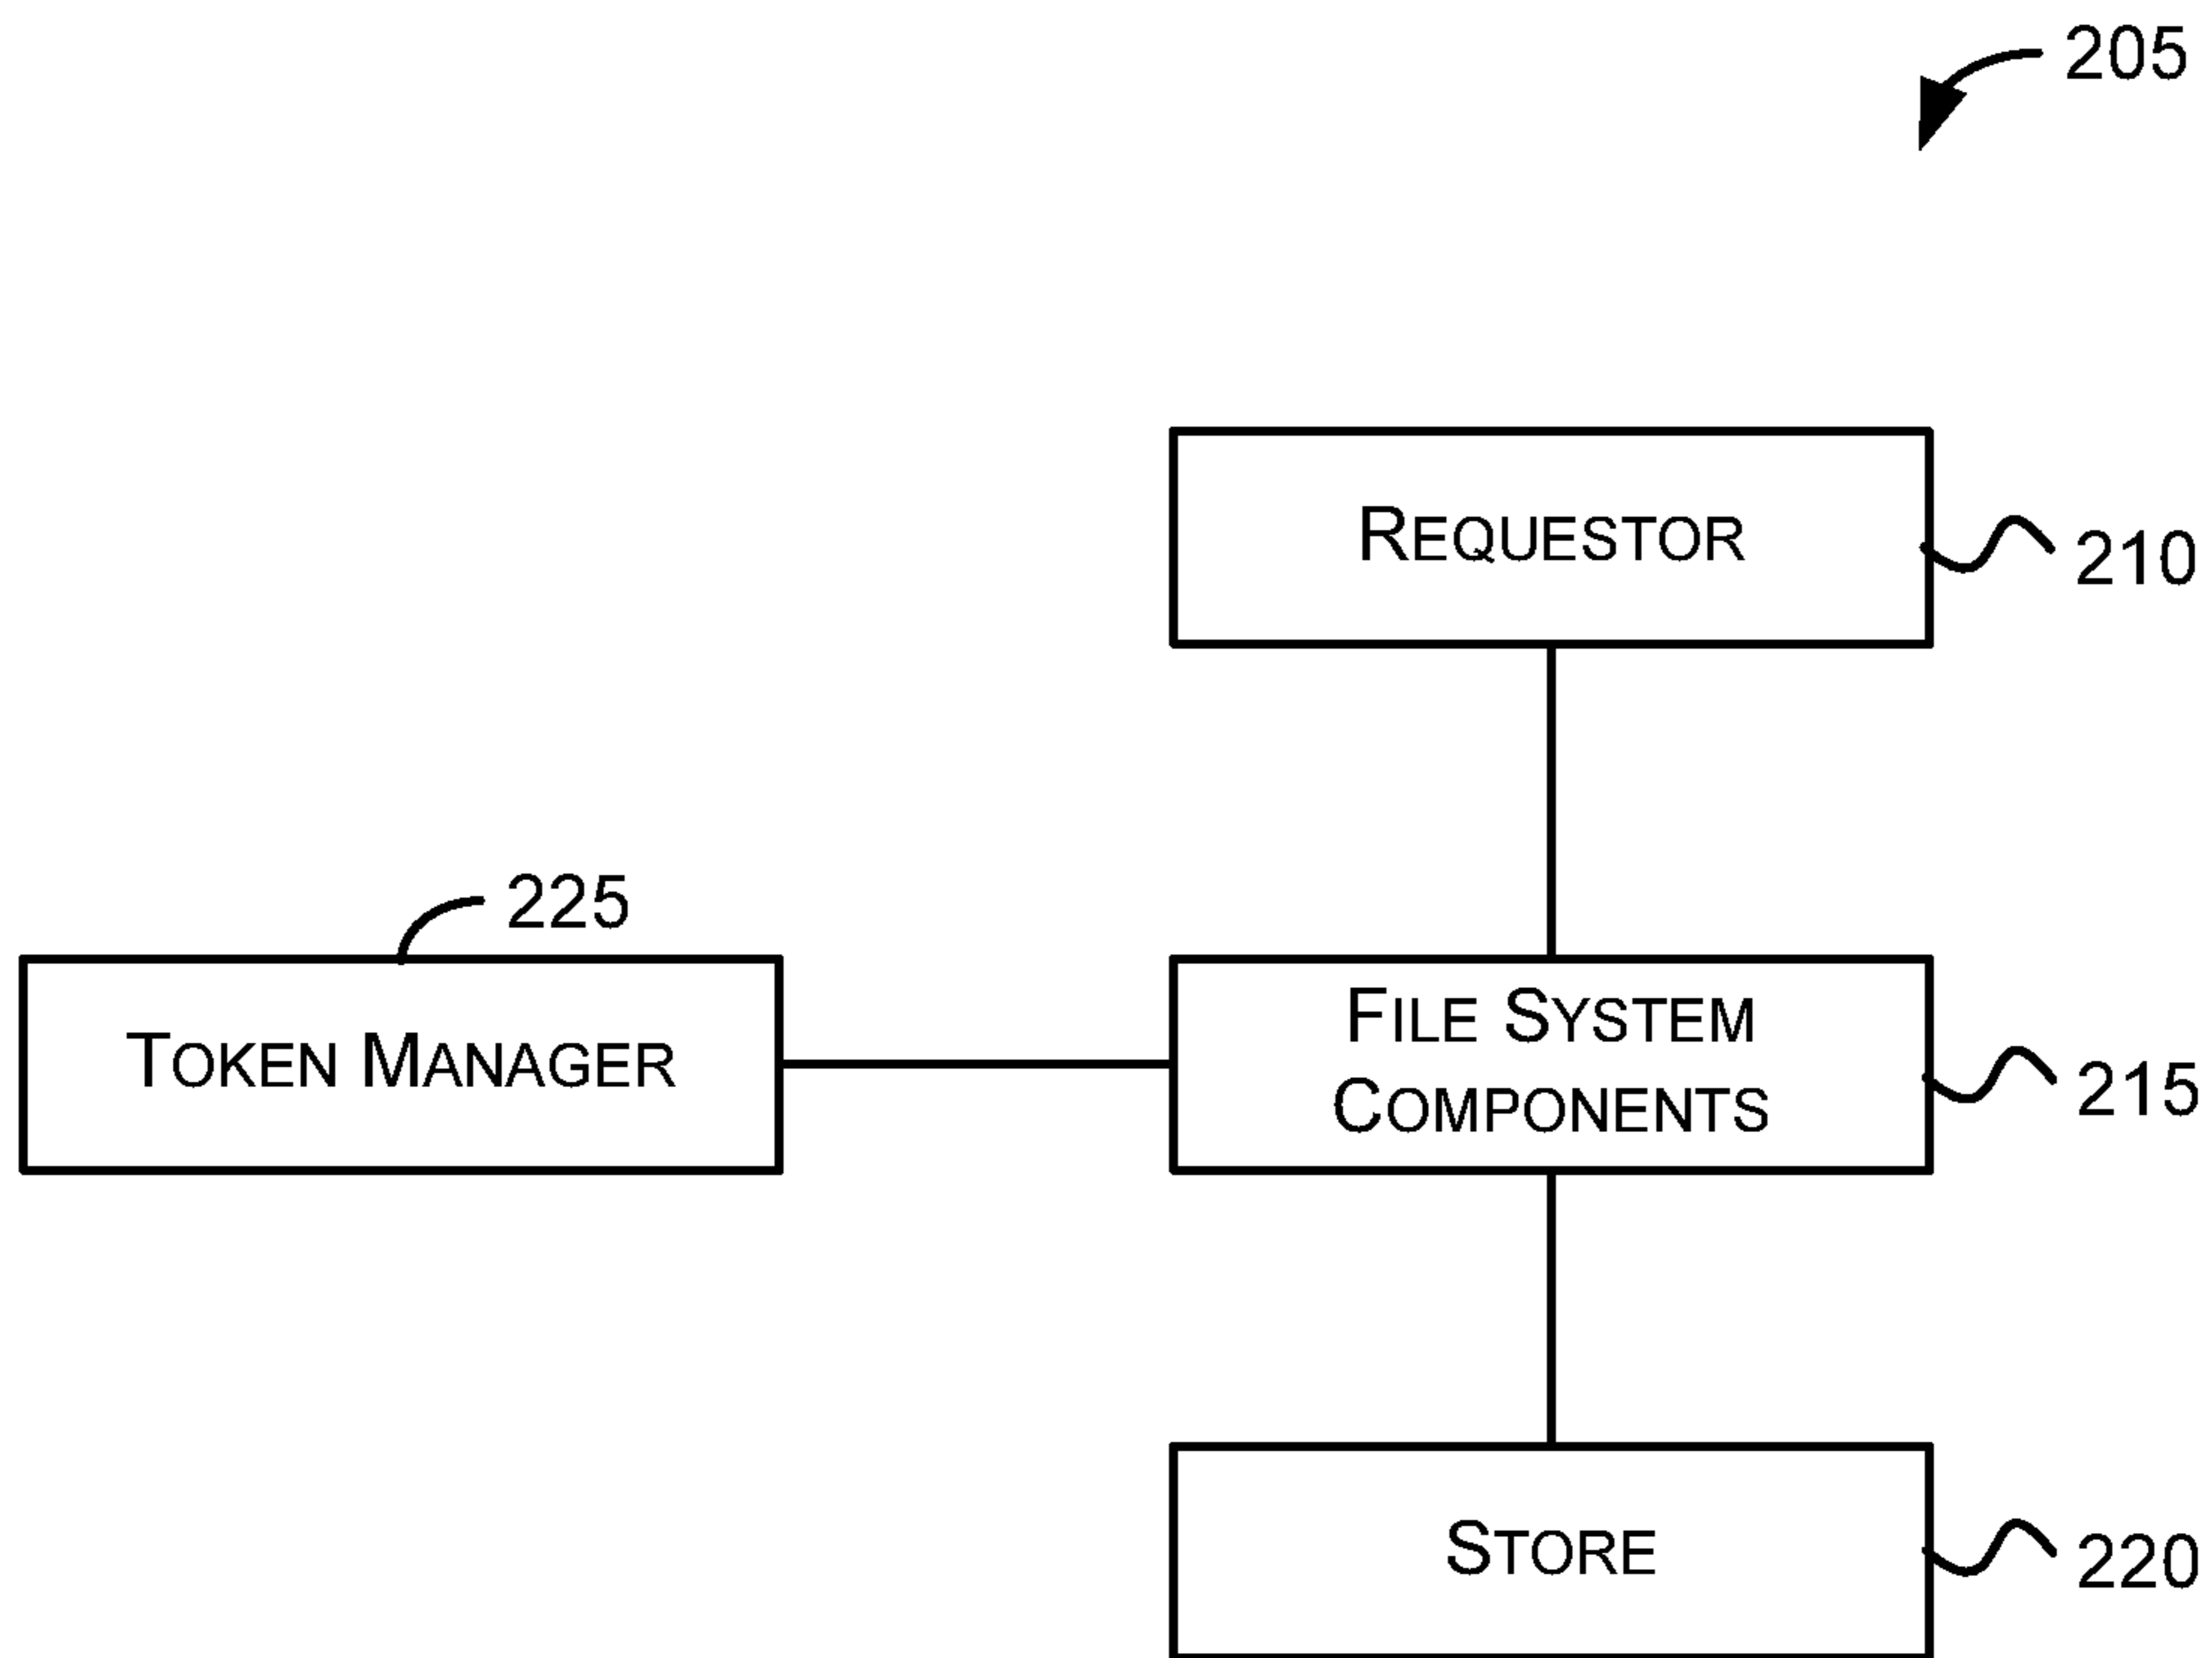 205
REQUESTOR
210
225
TOKEN MANAGER
FILE SYSTEM
COMPONENTS
215
STORE
220